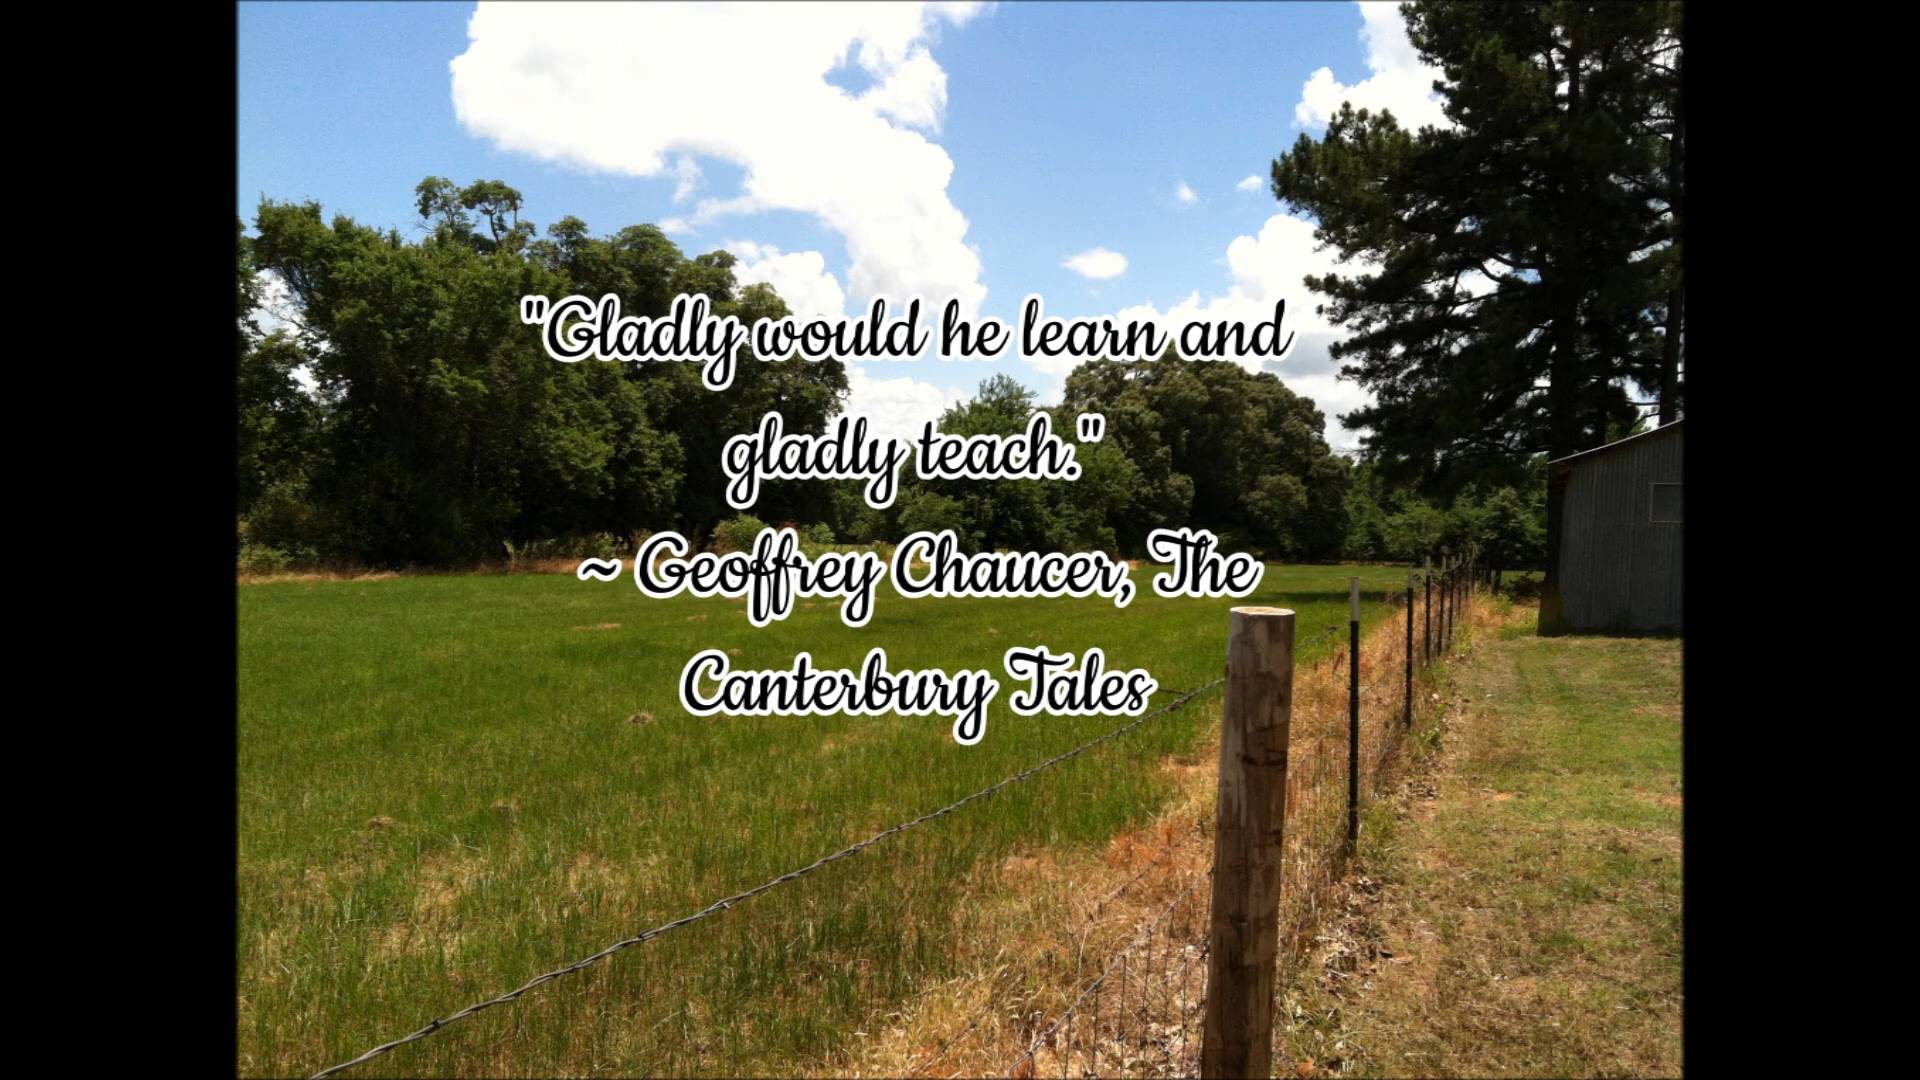 "Gladly would he learn and
gladly teach."
~ Geoffrey Chaucer, The
Canterbury Tales